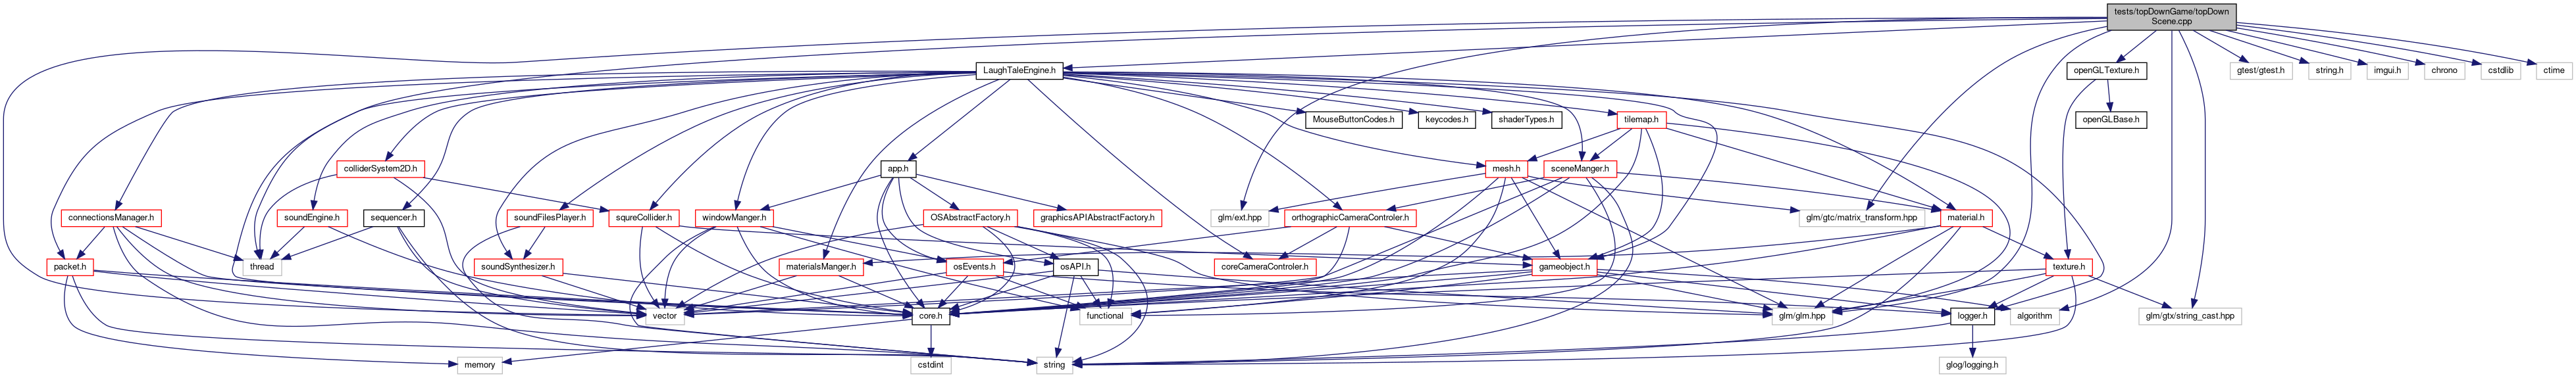 tests/topDownGame/topDown
Scene.cpp
LaughTaleEngine.h
openGLTexture.h
gtest/gtest.h
string.h
imgui.h
chrono
cstdlib
ctime
MouseButtonCodes.h
keycodes.h
shaderTypes.h
tilemap.h
openGLBase.h
colliderSystem2D.h
app.h
mesh.h
sceneManger.h
connectionsManager.h
soundEngine.h
sequencer.h
soundFilesPlayer.h
squreCollider.h
windowManger.h
OSAbstractFactory.h
graphicsAPIAbstractFactory.h
glm/ext.hpp
orthographicCameraControler.h
glm/gtc/matrix_transform.hpp
material.h
packet.h
thread
soundSynthesizer.h
materialsManger.h
osEvents.h
osAPI.h
coreCameraControler.h
gameobject.h
texture.h
vector
core.h
functional
glm/glm.hpp
logger.h
algorithm
glm/gtx/string_cast.hpp
memory
cstdint
string
glog/logging.h